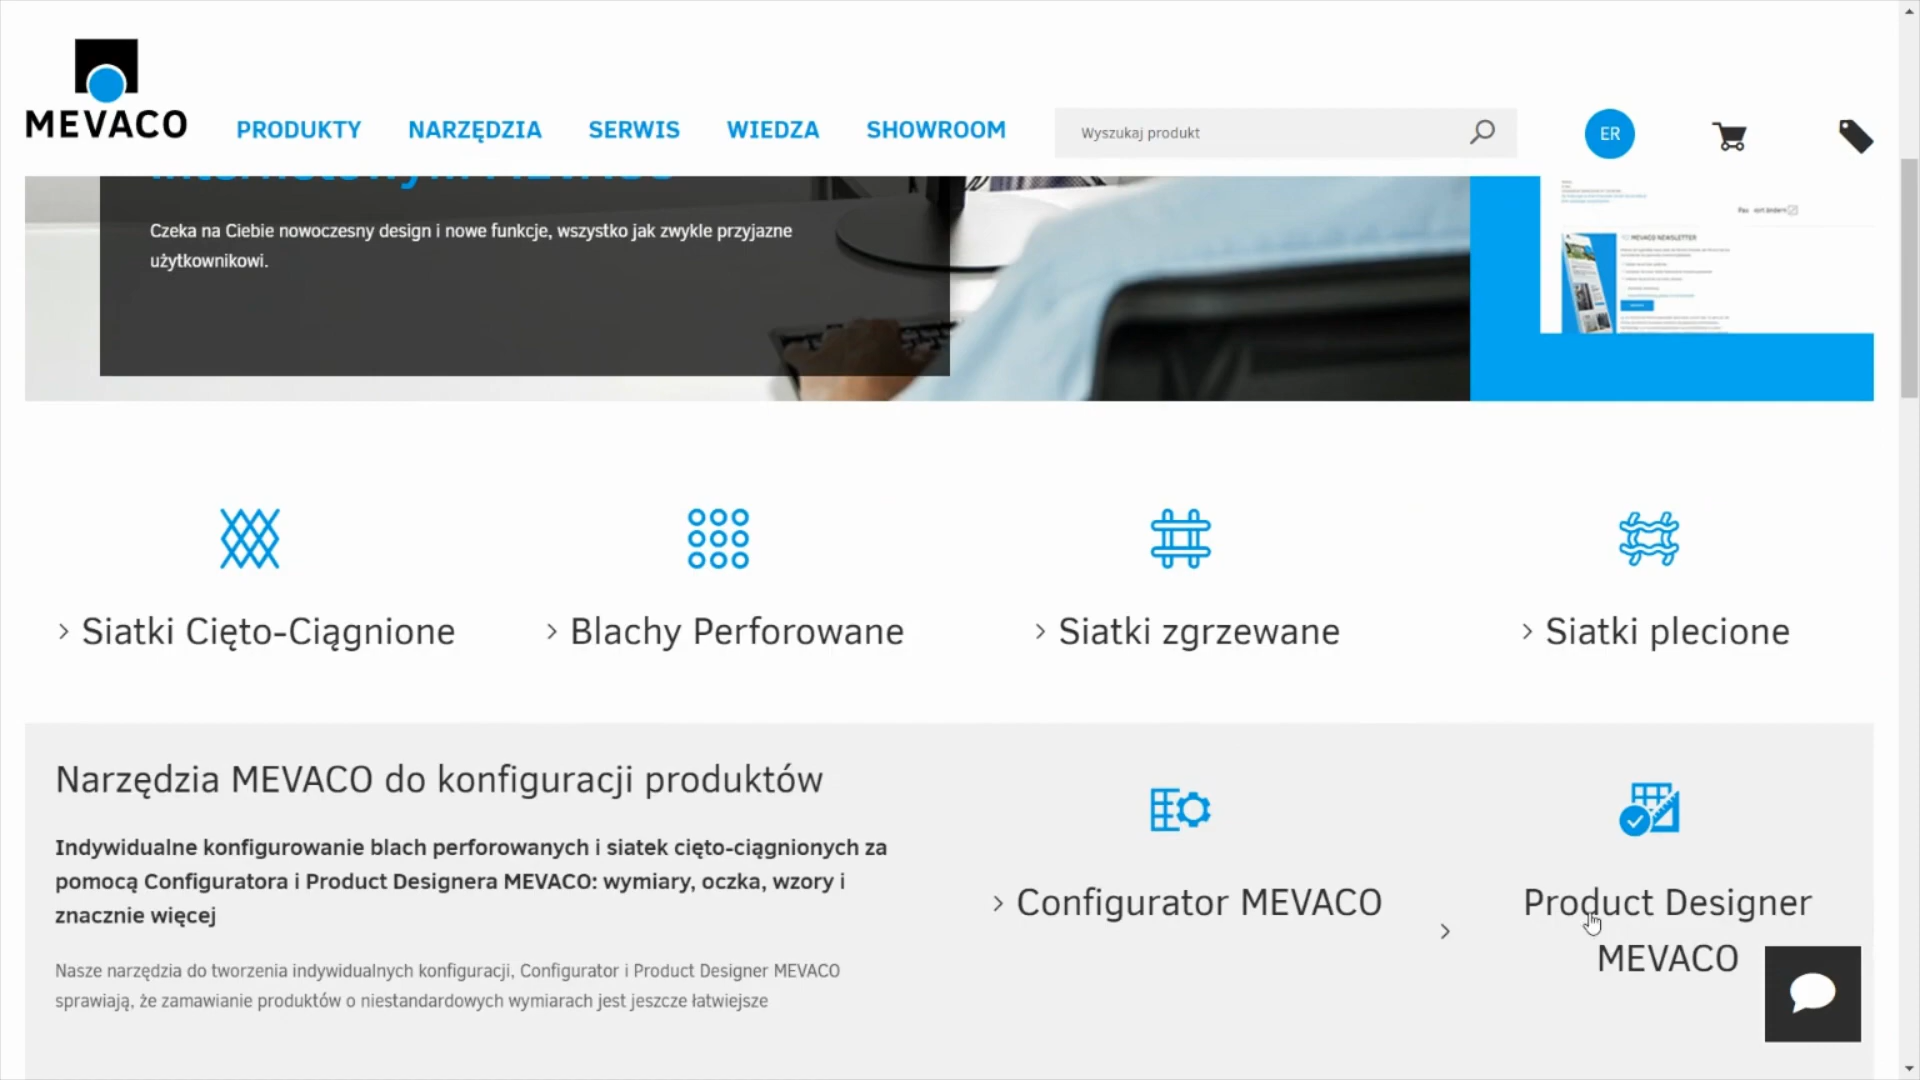 MEVACO
PRODUKTY NARZĘDZIA SERWIS WIEDZA SHOWROOM
Wyszukaj produkt
ER
Czeka na Ciebie nowoczesny design i nowe funkcje, wszystko jak zwykle przyjazne
użytkownikowi.
MEVACO NEWSLETTER
> Siatki Cięto-Ciągnione
> Blachy Perforowane
> Siatki zgrzewane
> Siatki plecione
Narzędzia MEVACO do konfiguracji produktów
Indywidualne konfigurowanie blach perforowanych i siatek cięto-ciągnionych za
pomocą Configuratora i Product Designera MEVACO: wymiary, oczka, wzory i
znacznie więcej
Nasze narzędzia do tworzenia indywidualnych konfiguracji, Configurator i Product Designer MEVACO
sprawiają, że zamawianie produktów o niestandardowych wymiarach jest jeszcze łatwiejsze
> Configurator MEVACO
> Product Designer
MEVACO